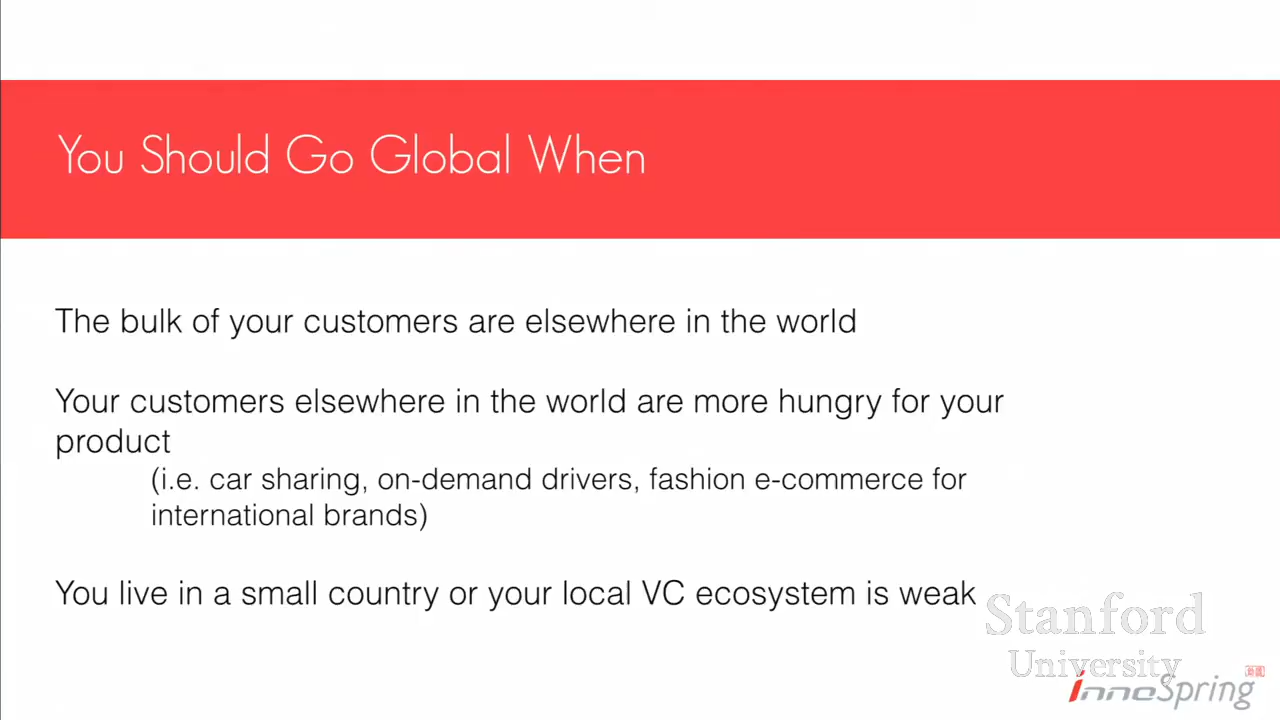 You Should Go Global When
The bulk of your customers are elsewhere in the world
Your customers elsewhere in the world are more hungry for your
product
(i.e. car sharing, on-demand drivers, fashion e-commerce for
international brands)
You live in a small country or your local VC ecosystem is weak
Stanford
University
innoSpring